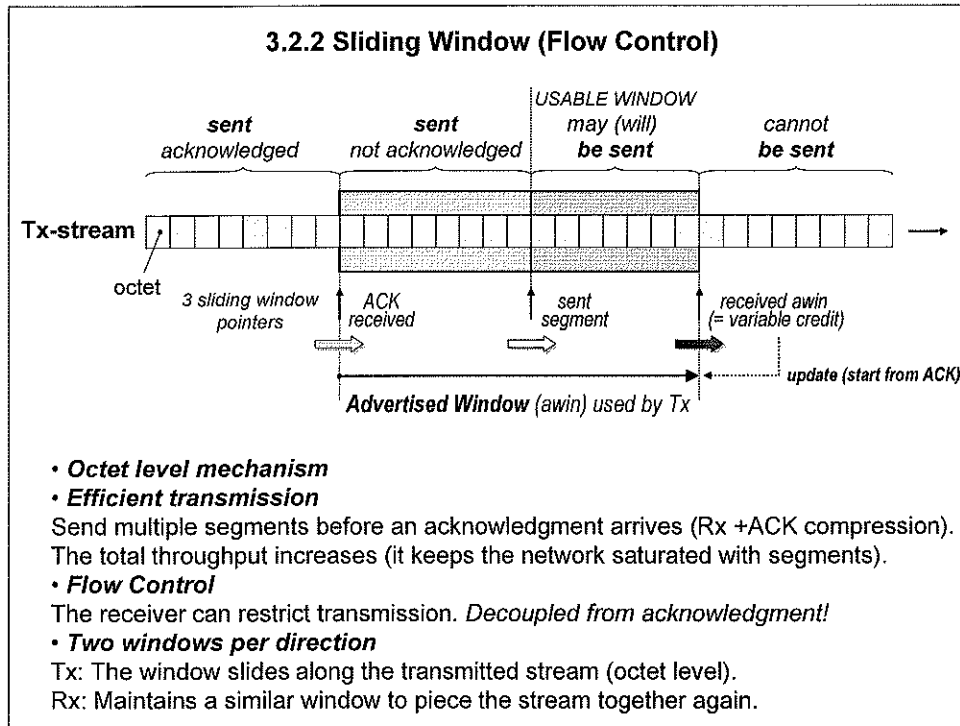 3.2.2 Sliding Window (Flow Control)
USABLE WINDOW
sent
acknowledged
sent
not acknowledged
may (will)
be sent
cannot
be sent
Tx-stream
octet
3 sliding window
pointers
ACK
received
sent
segment
received awin
(= variable credit)
update (start from ACK)
Advertised Window (awin) used by Tx
• Octet level mechanism
• Efficient transmission
Send multiple segments before an acknowledgment arrives (Rx +ACK compression).
The total throughput increases (it keeps the network saturated with segments).
• Flow Control
The receiver can restrict transmission. Decoupled from acknowledgment!
• Two windows per direction
Tx: The window slides along the transmitted stream (octet level).
Rx: Maintains a similar window to piece the stream together again.